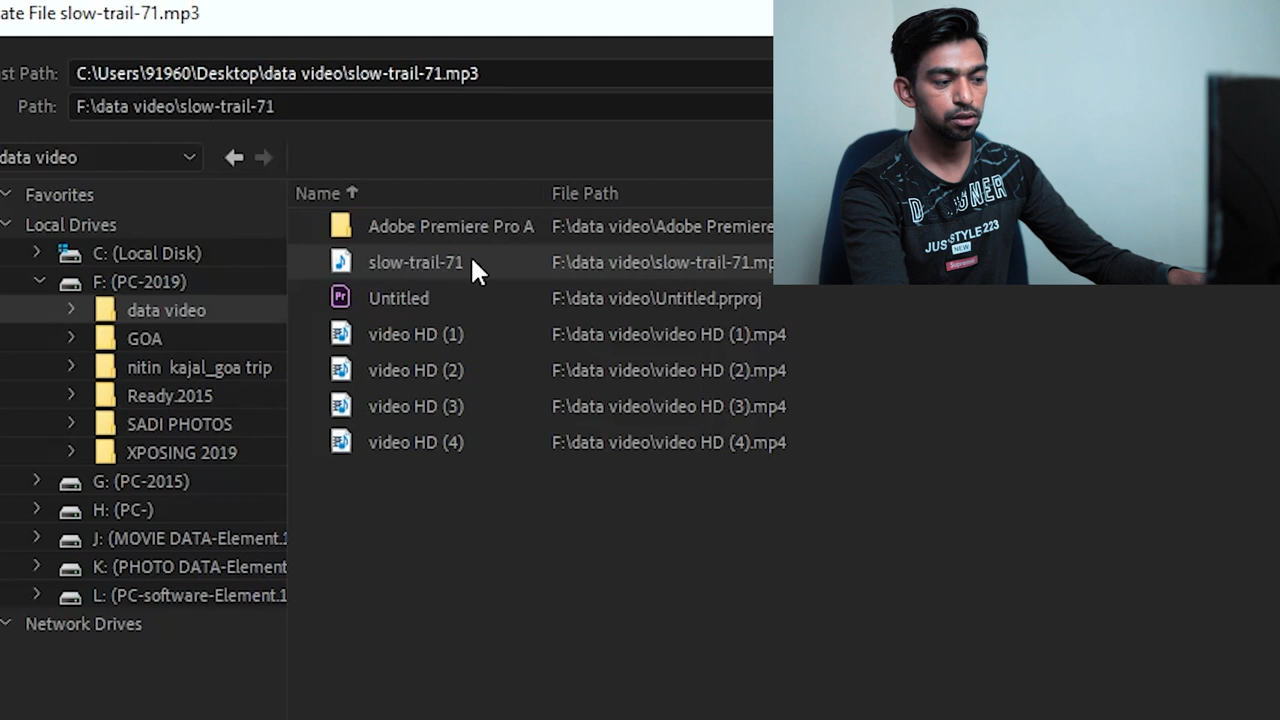 ate File slow-trail-71.mp3
st Path: C:\Users\91960\Desktop\data video\slow-trail-71.mp3
Path: F:\data video\slow-trail-71
data video
Name File Path
Favorites
Local Drives
C: (Local Disk)
F: (PC-2019)
data video
GOA
nitin kajal_goa trip
Ready.2015
SADI PHOTOS
XPOSING 2019
G: (PC-2015)
H: (PC-)
J: (MOVIE DATA-Element.1
K: (PHOTO DATA-Element
L: (PC-software-Element.1
Network Drives
Adobe Premiere Pro A F:\data video\Adobe Premiere
slow-trail-71 F:\data video\slow-trail-71.mp
Pr Untitled F:\data video\Untitled.prproj
video HD (1) F:\data video\video HD (1).mp4
video HD (2) F:\data video\video HD (2).mp4
video HD (3) F:\data video\video HD (3).mp4
video HD (4) F:\data video\video HD (4).mp4
NEW
Supreme